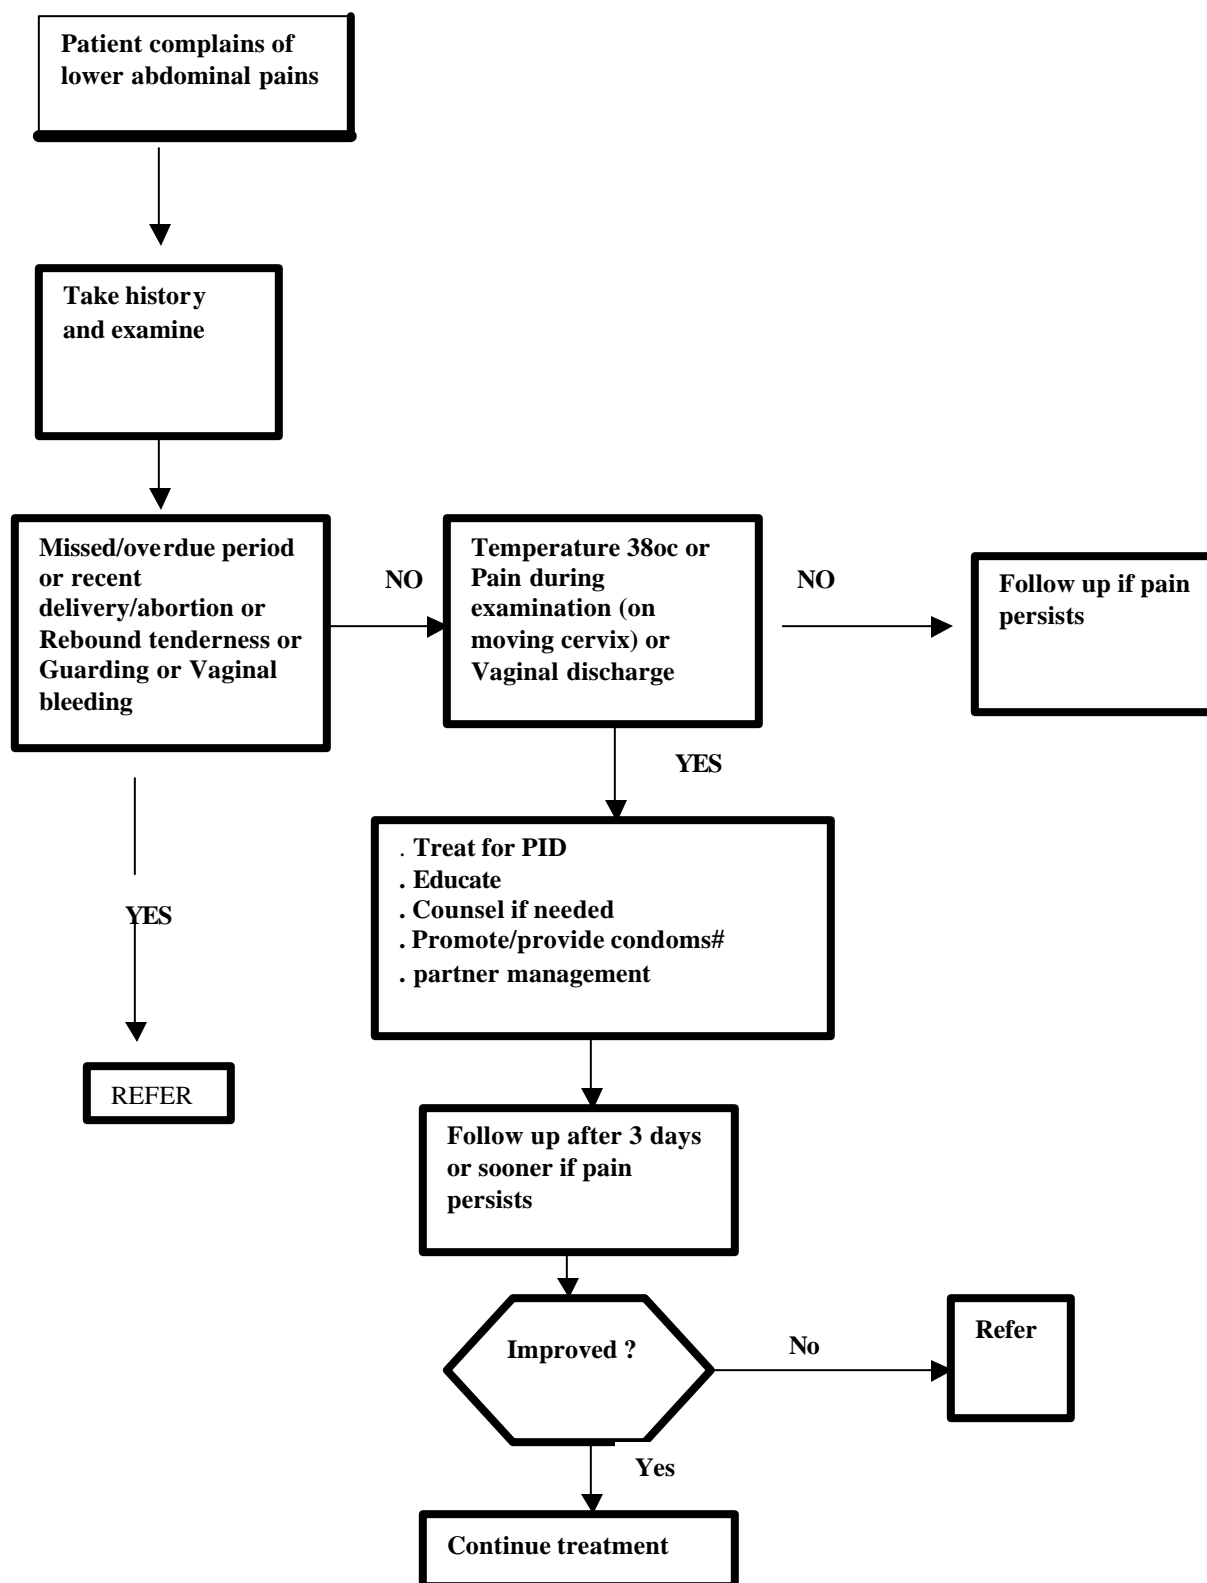 Patient complains of
lower abdominal pains
Take history
and examine
Missed/overdue period
or recent
delivery/abortion or
Rebound tenderness or
Guarding or Vaginal
bleeding
NO
Temperature 38oc or
Pain during
examination (on
moving cervix) or
Vaginal discharge
NO
Follow up if pain
persists
YES
. Treat for PID
. Educate
. Counsel if needed
. Promote/provide condoms#
. partner management
YES
REFER
Follow up after 3 days
or sooner if pain
persists
Improved ?
No
Refer
Yes
Continue treatment